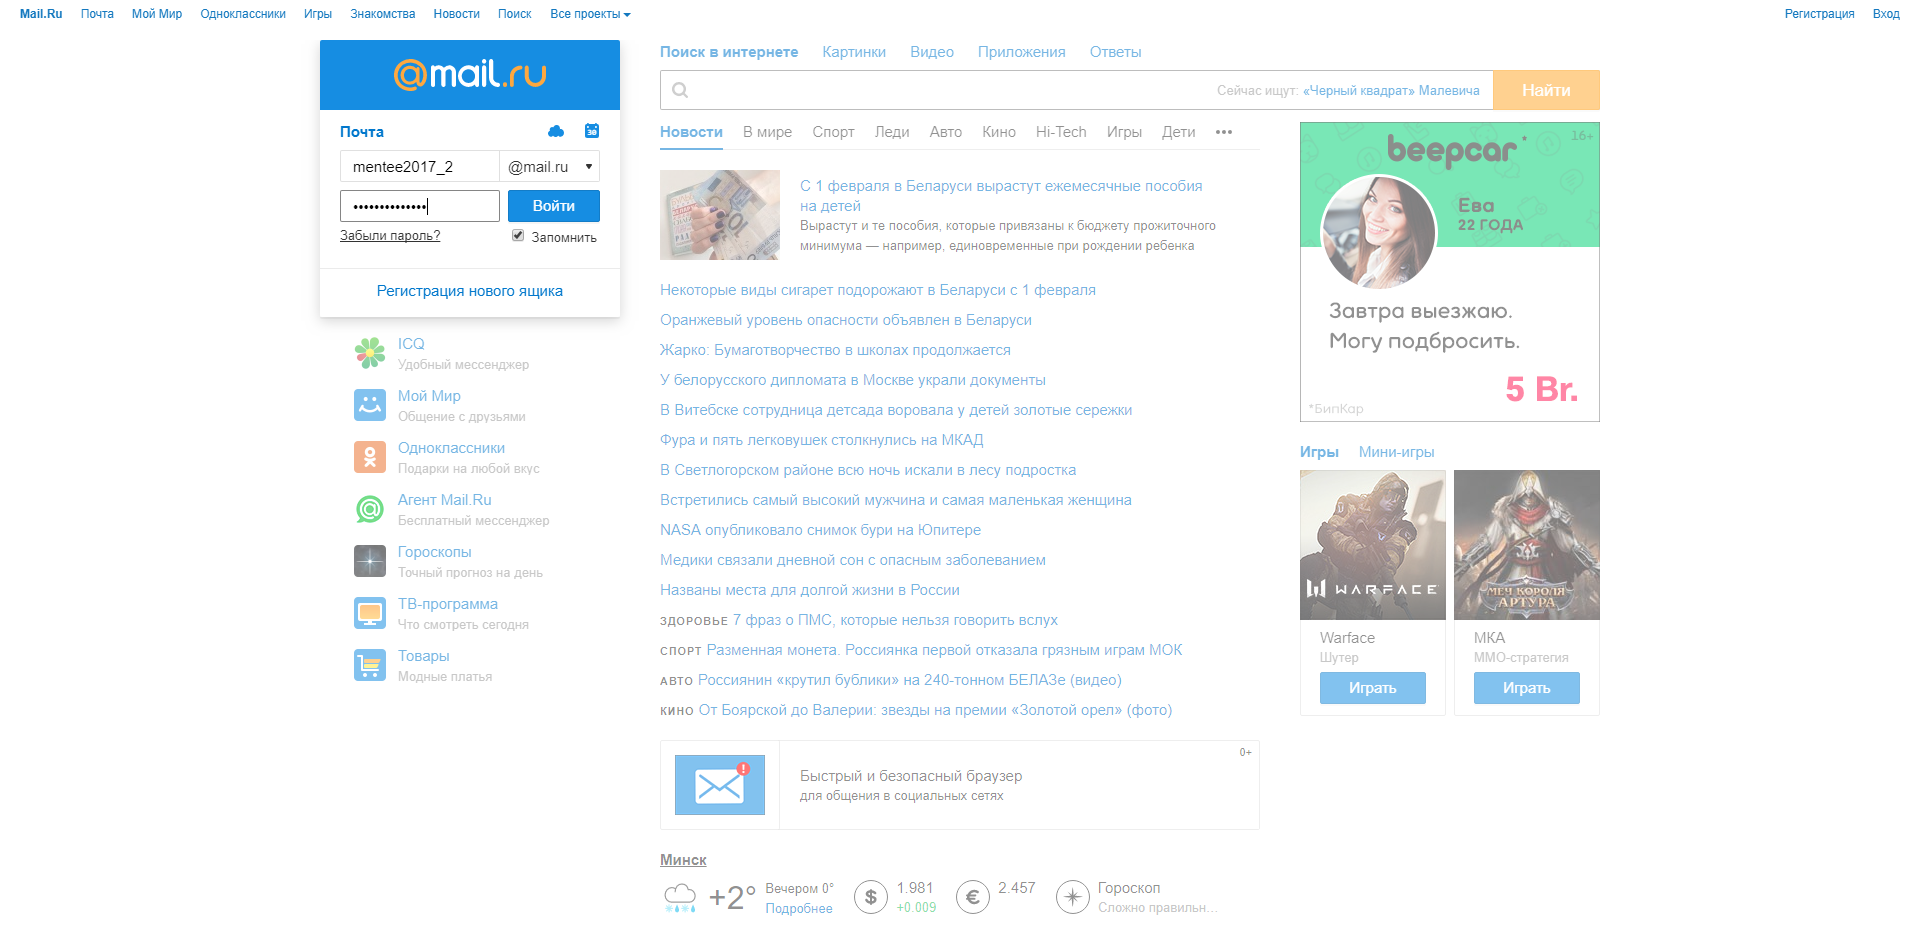 Mail.Ru Почта Мой Мир Одноклассники Игры Знакомства Новости Поиск Все проекты Регистрация Вход
@mail.ru
Почта
30
mentee2017_2 @mail.ru
•••••••••••••• Войти
Забыли пароль? Запомнить
Регистрация нового ящика
ICQ
Удобный мессенджер
Мой Мир
Общение с друзьями
Одноклассники
Подарки на любой вкус
Агент Mail.Ru
Бесплатный мессенджер
Гороскопы
Точный прогноз на день
ТВ-программа
Что смотреть сегодня
Товары
Модные платья
Поиск в интернете Картинки Видео Приложения Ответы
Сейчас ищут: «Черный квадрат» Малевича Найти
Новости В мире Спорт Леди Авто Кино Hi-Tech Игры Дети •••
С 1 февраля в Беларуси вырастут ежемесячные пособия
на детей
Вырастут и те пособия, которые привязаны к бюджету прожиточного
минимума — например, единовременные при рождении ребенка
Некоторые виды сигарет подорожают в Беларуси с 1 февраля
Оранжевый уровень опасности объявлен в Беларуси
Жарко: Бумаготворчество в школах продолжается
У белорусского дипломата в Москве украли документы
В Витебске сотрудница детсада воровала у детей золотые сережки
Фура и пять легковушек столкнулись на МКАД
В Светлогорском районе всю ночь искали в лесу подростка
Встретились самый высокий мужчина и самая маленькая женщина
NASA опубликовало снимок бури на Юпитере
Медики связали дневной сон с опасным заболеванием
Названы места для долгой жизни в России
ЗДОРОВЬЕ 7 фраз о ПМС, которые нельзя говорить вслух
СПОРТ Разменная монета. Россиянка первой отказала грязным играм МОК
АВТО Россиянин «крутил бублики» на 240-тонном БЕЛАЗе (видео)
КИНО От Боярской до Валерии: звезды на премии «Золотой орел» (фото)
0+
Быстрый и безопасный браузер
для общения в социальных сетях
Минск
+2° Вечером 0°
Подробнее
$ 1.981
+0.009
€ 2.457
Гороскоп
Сложно правильн...
16+
beepcar*
Ева
22 ГОДА
Завтра выезжаю.
Могу подбросить.
5 Br.
*БипКар
Игры Мини-игры
WARFACE
Warface
Шутер
Играть
МЕЧ КОРОЛЯ
АРТУРА
МКА
ММО-стратегия
Играть